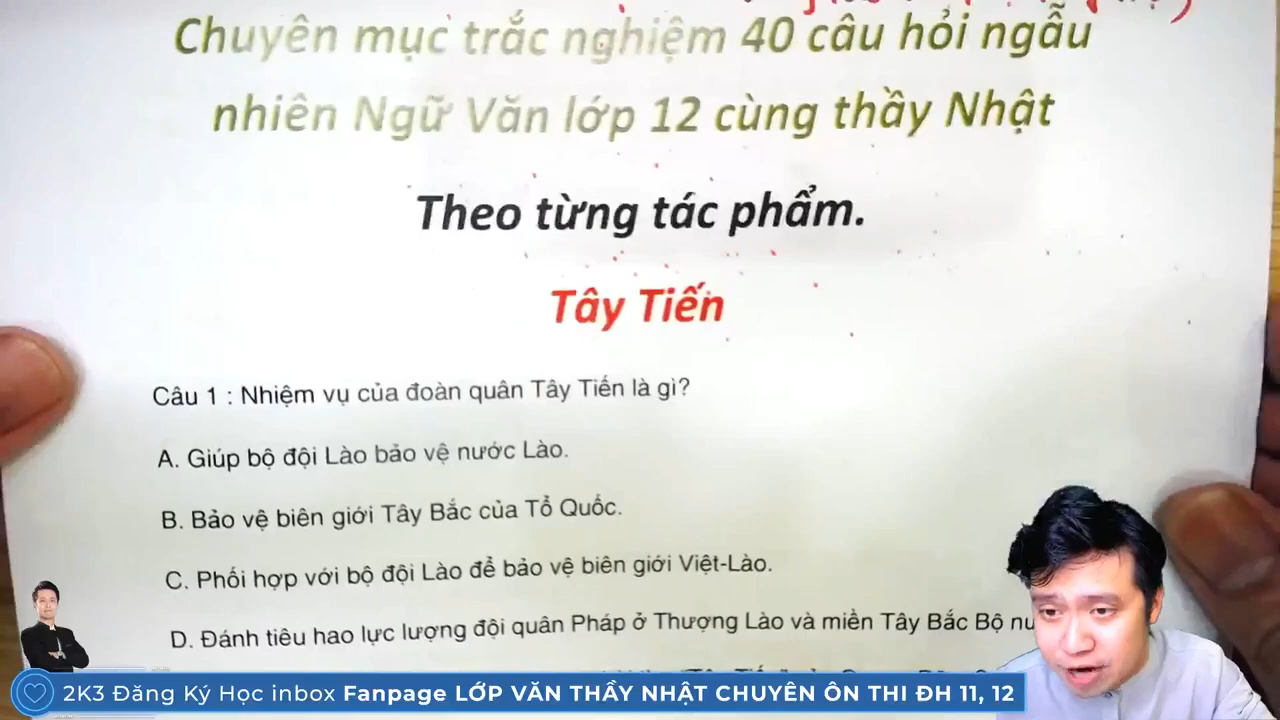 Chuyên mục trắc nghiệm 40 câu hỏi ngẫu
nhiên Ngữ Văn lớp 12 cùng thầy Nhật
Theo từng tác phẩm.
Tây Tiến
Câu 1 : Nhiệm vụ của đoàn quân Tây Tiến là gì?
A. Giúp bộ đội Lào bảo vệ nước Lào.
B. Bảo vệ biên giới Tây Bắc của Tổ Quốc.
C. Phối hợp với bộ đội Lào để bảo vệ biên giới Việt-Lào.
D. Đánh tiêu hao lực lượng đội quân Pháp ở Thượng Lào và miền Tây Bắc Bộ
2K3 Đăng Ký Học inbox Fanpage LỚP VĂN THẦY NHẬT CHUYÊN ÔN THI ĐH 11, 12